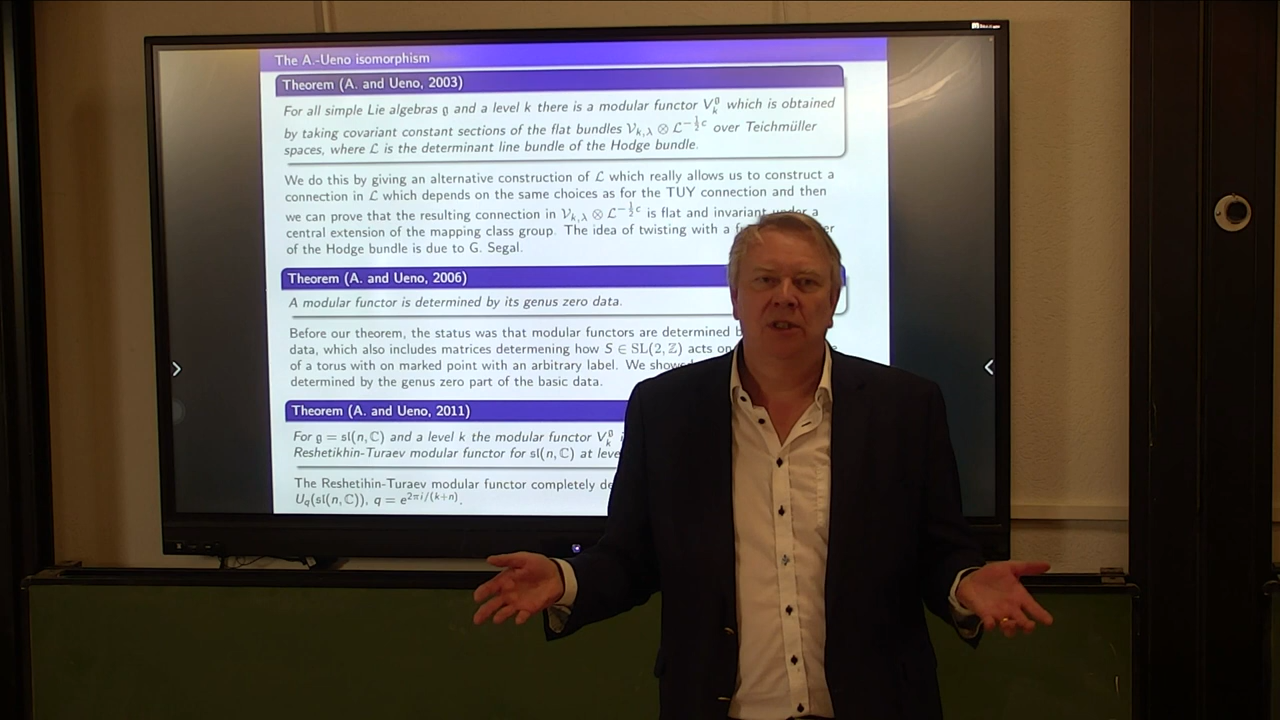 The A.-Ueno isomorphism
Theorem (A. and Ueno, 2003)
For all simple Lie algebras 𝔤 and a level k there is a modular functor V_k^𝔤 which is obtained
by taking covariant constant sections of the flat bundles 𝒱_{k,λ} ⊗ ℒ^{-½c} over Teichmüller
spaces, where ℒ is the determinant line bundle of the Hodge bundle.
We do this by giving an alternative construction of ℒ which really allows us to construct a
connection in ℒ which depends on the same choices as for the TUY connection and then
we can prove that the resulting connection in 𝒱_{k,λ} ⊗ ℒ^{-½c} is flat and invariant under a
central extension of the mapping class group. The idea of twisting with a
of the Hodge bundle is due to G. Segal.
Theorem (A. and Ueno, 2006)
A modular functor is determined by its genus zero data.
Before our theorem, the status was that modular functors are determined
data, which also includes matrices determening how S ∈ SL(2, ℤ) acts on
of a torus with on marked point with an arbitrary label. We
determined by the genus zero part of the basic data.
Theorem (A. and Ueno, 2011)
For 𝔤 = 𝔰𝔩(n, ℂ) and a level k the modular functor V_k^𝔤
Reshetikhin-Turaev modular functor for 𝔰𝔩(n, ℂ) at
The Reshetihin-Turaev modular functor completely
U_q(𝔰𝔩(n, ℂ)), q = e^{2πi/(k+n)}.